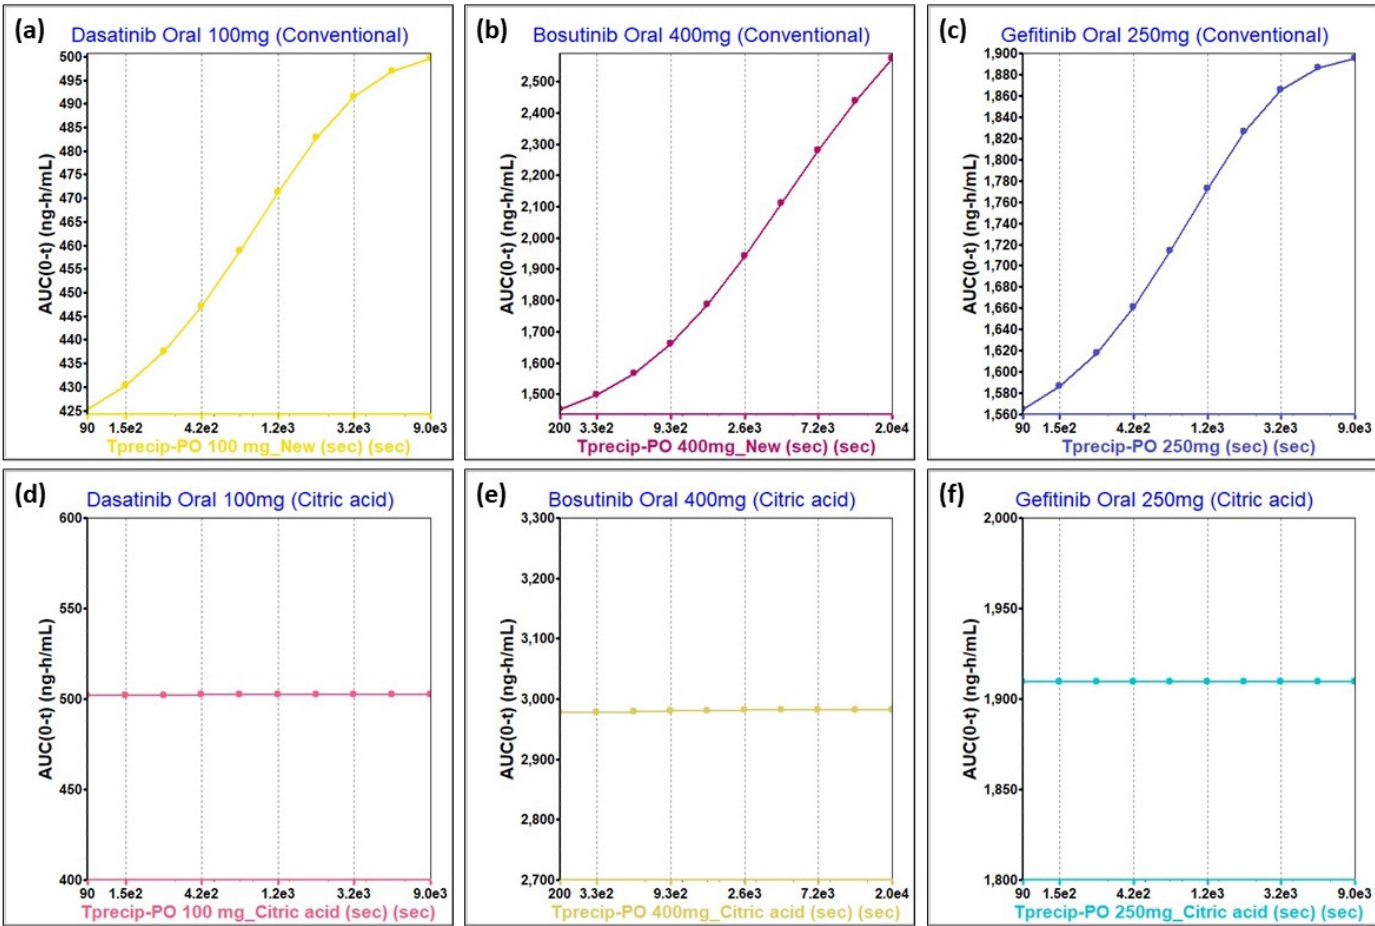 (a)
Dasatinib Oral 100mg (Conventional)
AUC(0-t) (ng-h/mL)
500
495
490
485
480
475
470
465
460
455
450
445
440
435
430
425
90 1.5e2 4.2e2 1.2e3 3.2e3 9.0e3
Tprecip-PO 100 mg_New (sec) (sec)
(b)
Bosutinib Oral 400mg (Conventional)
AUC(0-t) (ng-h/mL)
2,500
2,400
2,300
2,200
2,100
2,000
1,900
1,800
1,700
1,600
1,500
200 3.3e2 9.3e2 2.6e3 7.2e3 2.0e4
Tprecip-PO 400mg_New (sec) (sec)
(c)
Gefitinib Oral 250mg (Conventional)
AUC(0-t) (ng-h/mL)
1,900
1,880
1,860
1,840
1,820
1,800
1,780
1,760
1,740
1,720
1,700
1,680
1,660
1,640
1,620
1,600
1,580
1,560
90 1.5e2 4.2e2 1.2e3 3.2e3 9.0e3
Tprecip-PO 250mg (sec) (sec)
(d)
Dasatinib Oral 100mg (Citric acid)
AUC(0-t) (ng-h/mL)
600
550
500
450
400
90 1.5e2 4.2e2 1.2e3 3.2e3 9.0e3
Tprecip-PO 100 mg_Citric acid (sec) (sec)
(e)
Bosutinib Oral 400mg (Citric acid)
AUC(0-t) (ng-h/mL)
3,300
3,200
3,100
3,000
2,900
2,800
2,700
200 3.3e2 9.3e2 2.6e3 7.2e3 2.0e4
Tprecip-PO 400mg_Citric acid (sec) (sec)
(f)
Gefitinib Oral 250mg (Citric acid)
AUC(0-t) (ng-h/mL)
2,000
1,950
1,900
1,850
1,800
90 1.5e2 4.2e2 1.2e3 3.2e3 9.0e3
Tprecip-PO 250mg_Citric acid (sec) (sec)